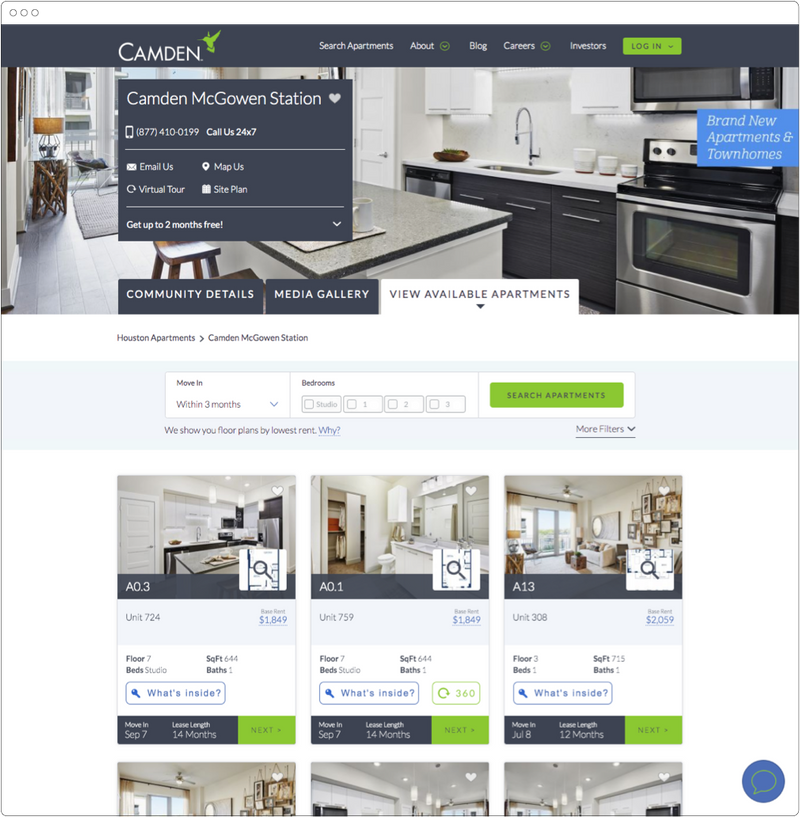 CAMDEN
Search Apartments About Blog Careers Investors LOG IN
Camden McGowen Station
(877) 410-0199 Call Us 24x7
Email Us Map Us
Virtual Tour Site Plan
Get up to 2 months free!
Brand New
Apartments &
Townhomes
COMMUNITY DETAILS MEDIA GALLERY VIEW AVAILABLE APARTMENTS
Houston Apartments > Camden McGowen Station
Move In
Within 3 months
Bedrooms
Studio 1 2 3
SEARCH APARTMENTS
We show you floor plans by lowest rent. Why?
More Filters
A0.3
Unit 724
Base Rent
$1,849
Floor 7 SqFt 644
Beds Studio Baths 1
What's inside?
Move In Lease Length
Sep 7 14 Months NEXT >
A0.1
Unit 759
Base Rent
$1,849
Floor 7 SqFt 644
Beds Studio Baths 1
What's inside? 360
Move In Lease Length
Sep 7 14 Months NEXT >
A13
Unit 308
Base Rent
$2,059
Floor 3 SqFt 715
Beds 1 Baths 1
What's inside?
Move In Lease Length
Jul 8 12 Months NEXT >